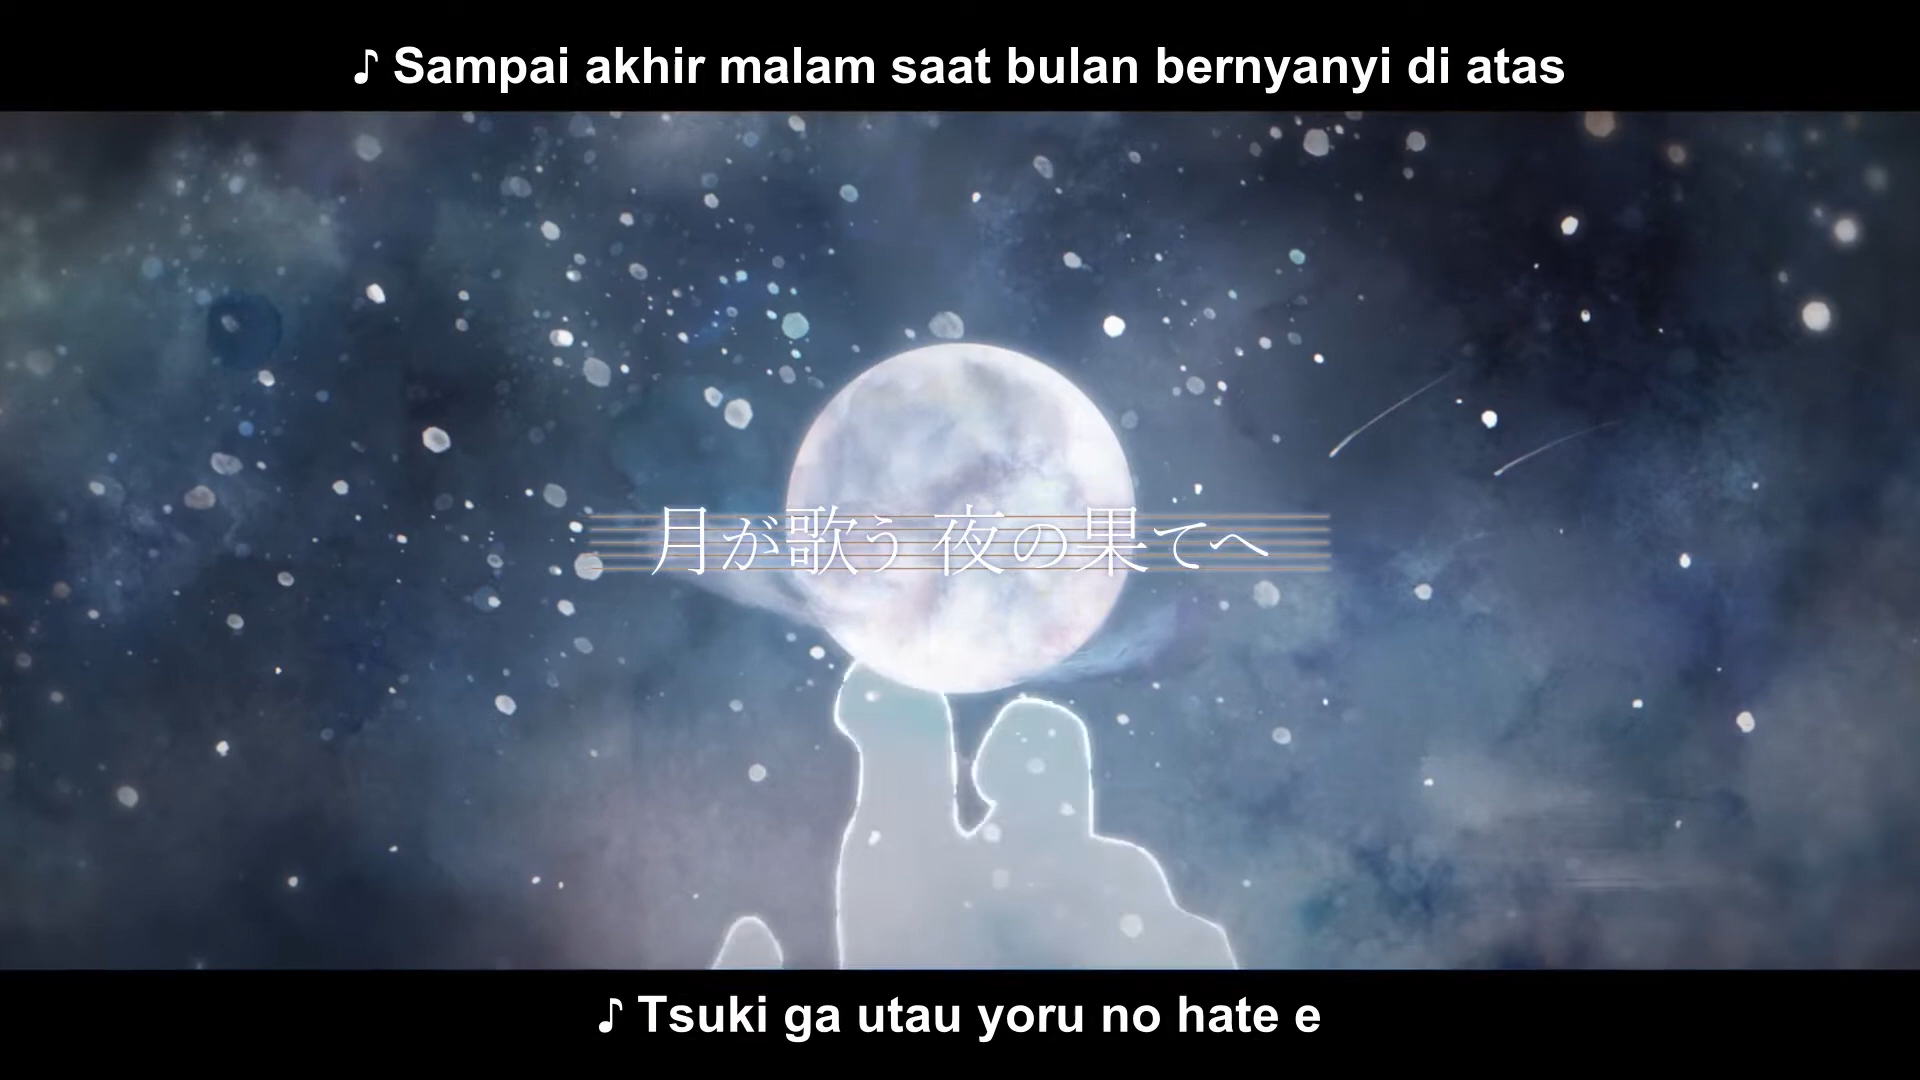 ♪ Sampai akhir malam saat bulan bernyanyi di atas
月が歌う 夜の果てへ
♪ Tsuki ga utau yoru no hate e